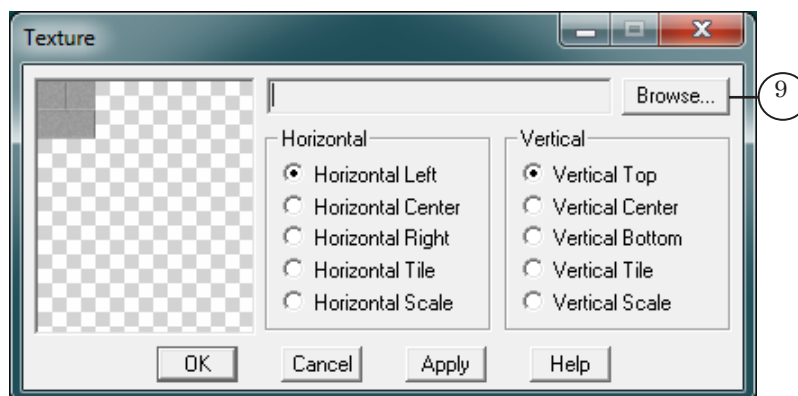 Texture
Browse...
9
Horizontal
Vertical
Horizontal Left
Vertical Top
Horizontal Center
Vertical Center
Horizontal Right
Vertical Bottom
Horizontal Tile
Vertical Tile
Horizontal Scale
Vertical Scale
OK
Cancel
Apply
Help